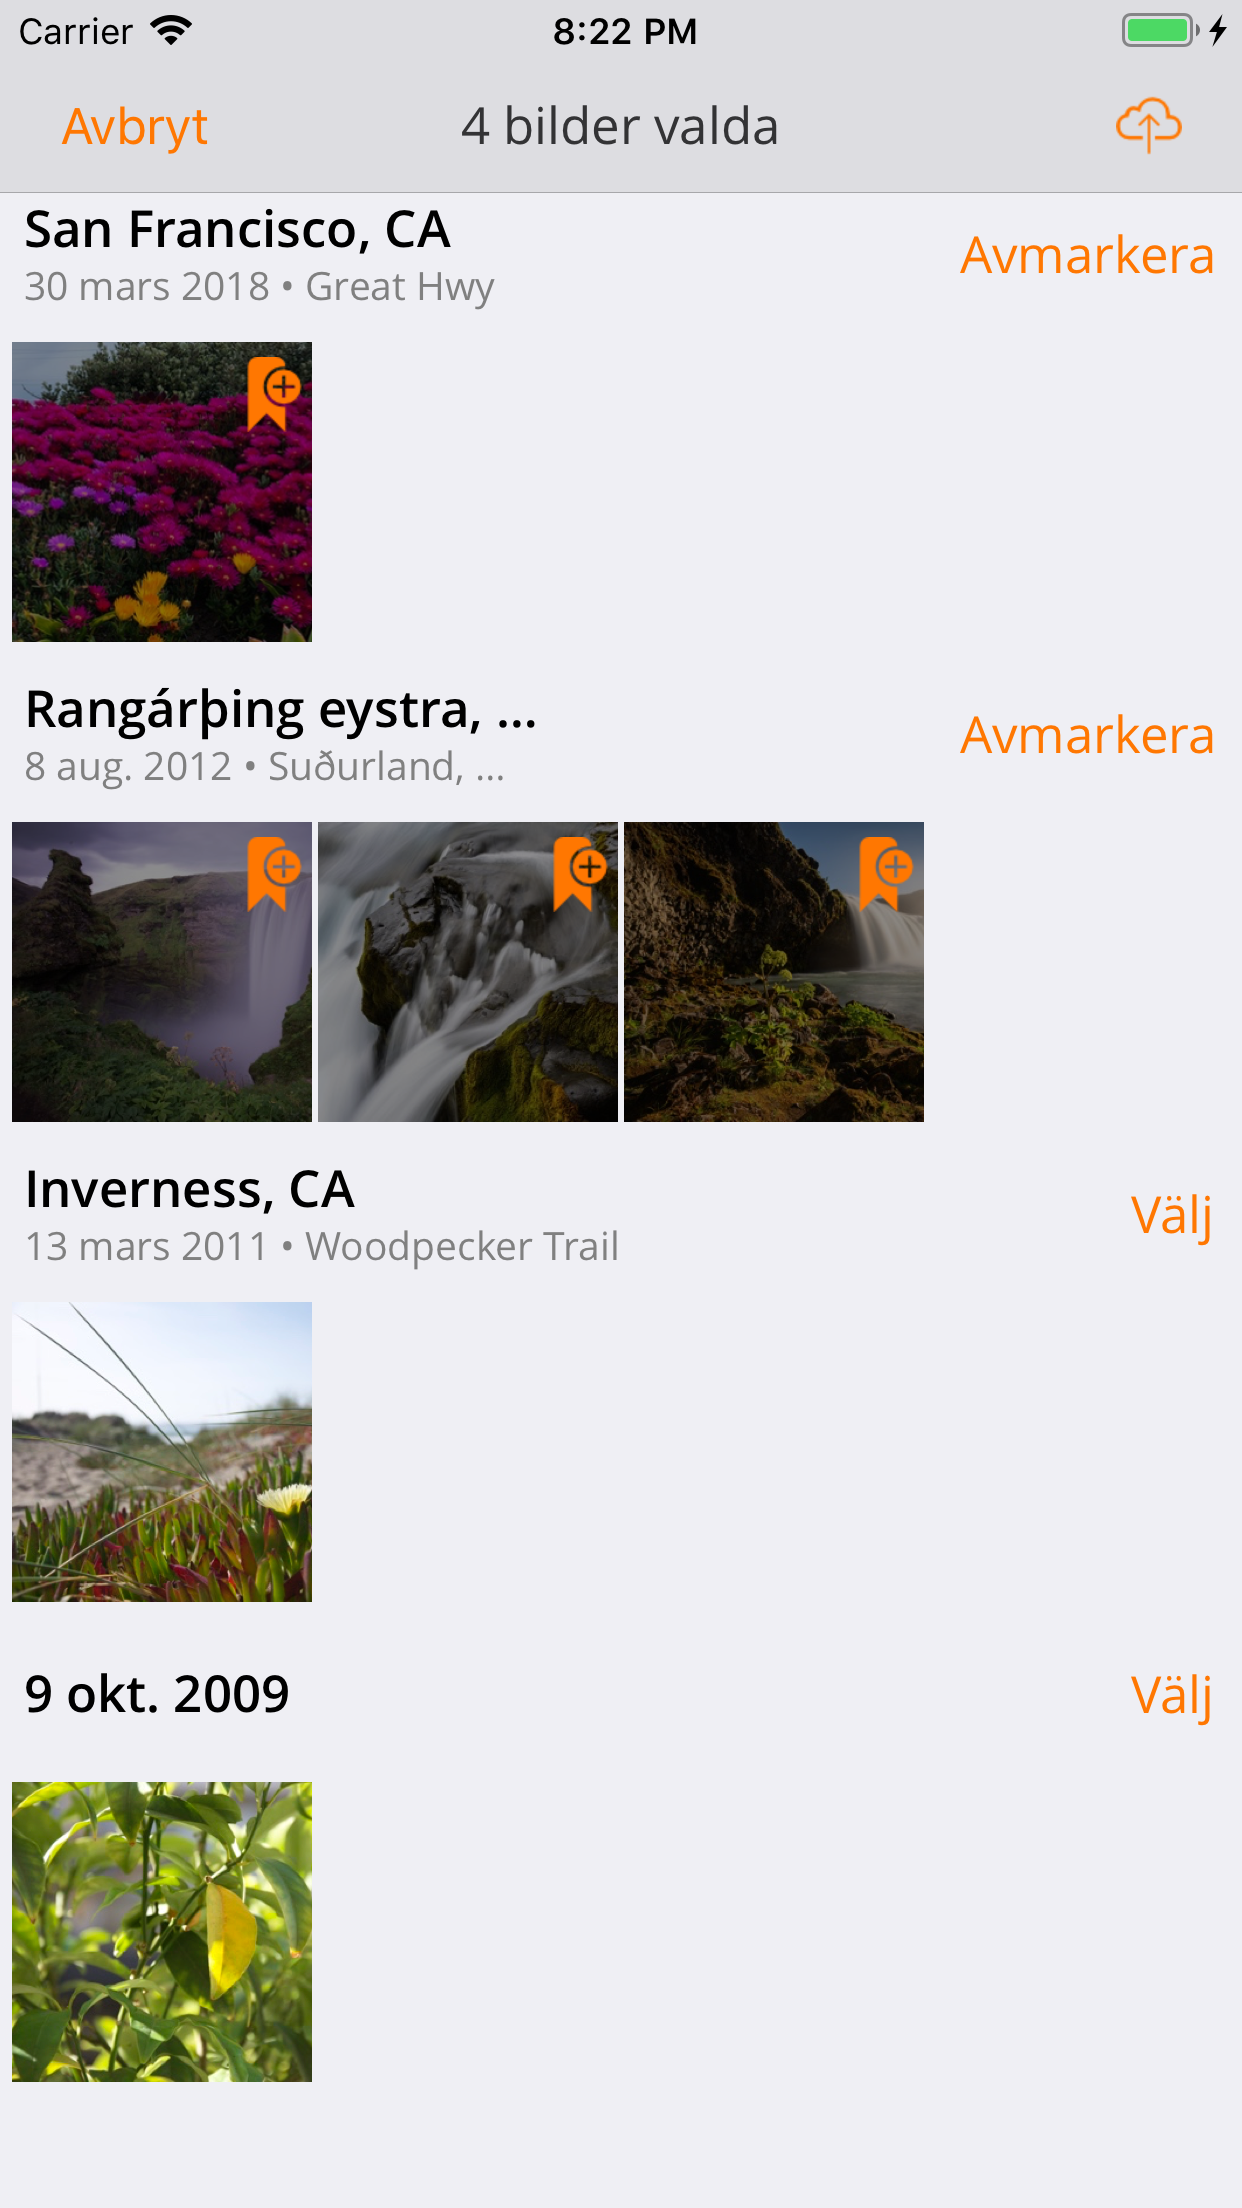 Carrier 8:22 PM
Avbryt 4 bilder valda
San Francisco, CA
Avmarkera
30 mars 2018 • Great Hwy
Rangárþing eystra, ...
Avmarkera
8 aug. 2012 • Suðurland, ...
Inverness, CA
Välj
13 mars 2011 • Woodpecker Trail
9 okt. 2009 Välj